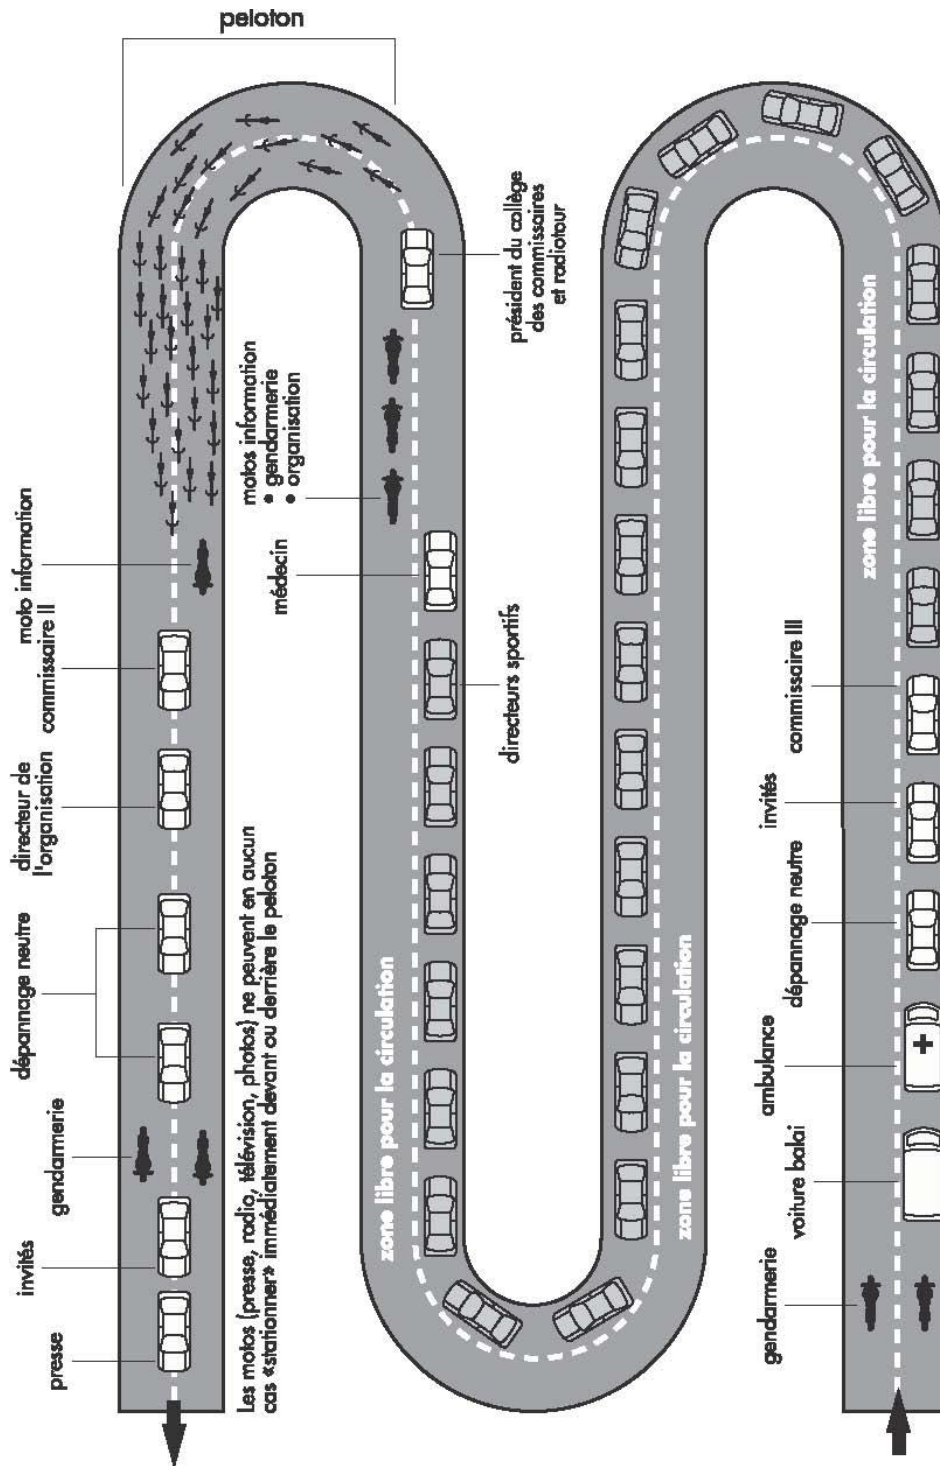 peloton
presse
invités
gendarmerie
dépannage neutre
directeur de
l'organisation
commissaire II
moto information
Les motos (presse, radio, télévision, photos) ne peuvent en aucun
cas «stationner» immédiatement devant ou derrière le peloton
médecin
motos information
• gendarmerie
• organisation
président du collège
des commissaires
et radiotour
directeurs sportifs
zone libre pour la circulation
zone libre pour la circulation
zone libre pour la circulation
gendarmerie
voiture balai
ambulance
dépannage neutre
invités
commissaire III